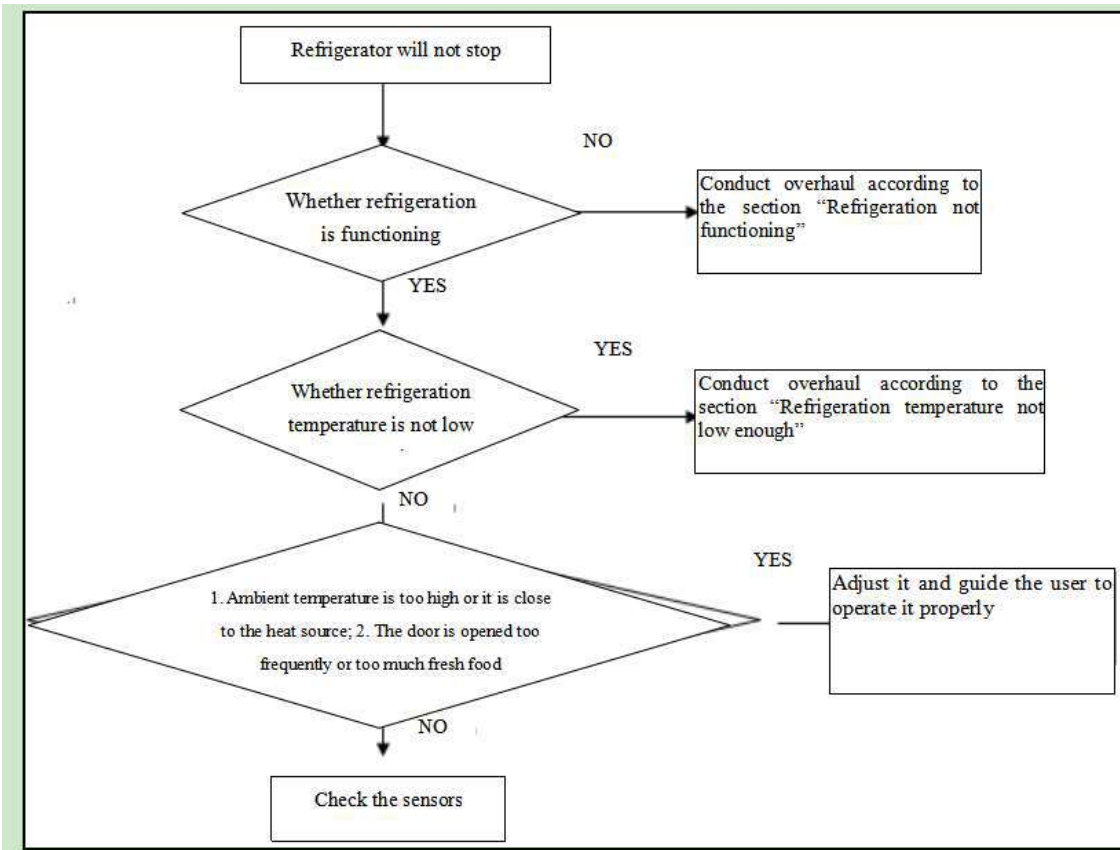 Refrigerator will not stop
NO
Whether refrigeration
is functioning
Conduct overhaul according to
the section “Refrigeration not
functioning”
YES
YES
Whether refrigeration
temperature is not low
Conduct overhaul according to the
section “Refrigeration temperature not
low enough”
NO
YES
1. Ambient temperature is too high or it is close
to the heat source; 2. The door is opened too
frequently or too much fresh food
Adjust it and guide the user to
operate it properly
NO
Check the sensors